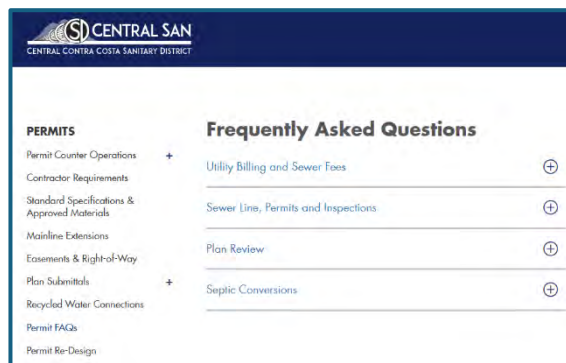 CENTRAL SAN
CENTRAL CONTRA COSTA SANITARY DISTRICT
PERMITS
Permit Counter Operations +
Contractor Requirements
Standard Specifications &
Approved Materials
Mainline Extensions
Easements & Right-of-Way
Plan Submittals +
Recycled Water Connections
Permit FAQs
Permit Re-Design
Frequently Asked Questions
Utility Billing and Sewer Fees
Sewer Line, Permits and Inspections
Plan Review
Septic Conversions